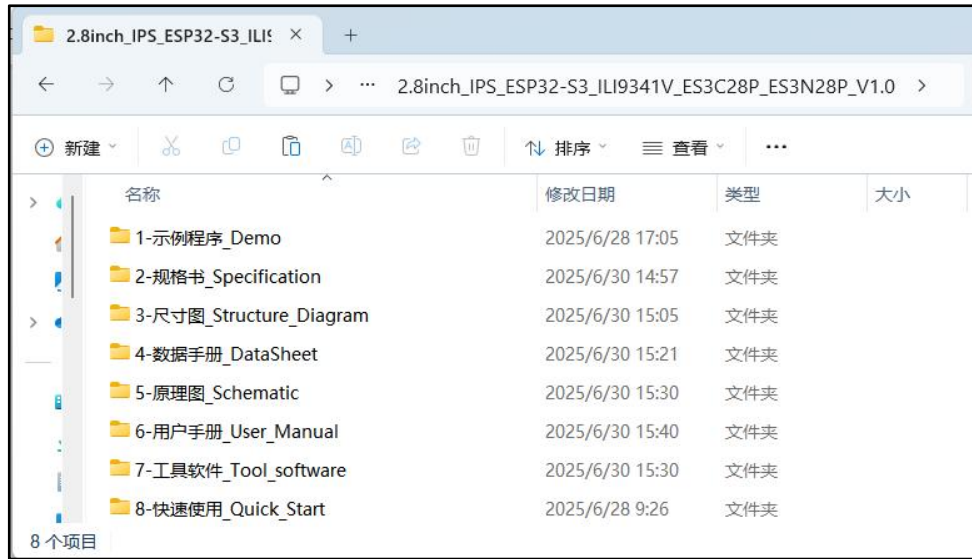 2.8inch_IPS_ESP32-S3_ILI9
2.8inch_IPS_ESP32-S3_ILI9341V_ES3C28P_ES3N28P_V1.0
新建 排序 查看
名称 修改日期 类型 大小
1-示例程序_Demo 2025/6/28 17:05 文件夹
2-规格书_Specification 2025/6/30 14:57 文件夹
3-尺寸图_Structure_Diagram 2025/6/30 15:05 文件夹
4-数据手册_DataSheet 2025/6/30 15:21 文件夹
5-原理图_Schematic 2025/6/30 15:30 文件夹
6-用户手册_User_Manual 2025/6/30 15:40 文件夹
7-工具软件_Tool_software 2025/6/30 15:30 文件夹
8-快速使用_Quick_Start 2025/6/28 9:26 文件夹
8 个项目